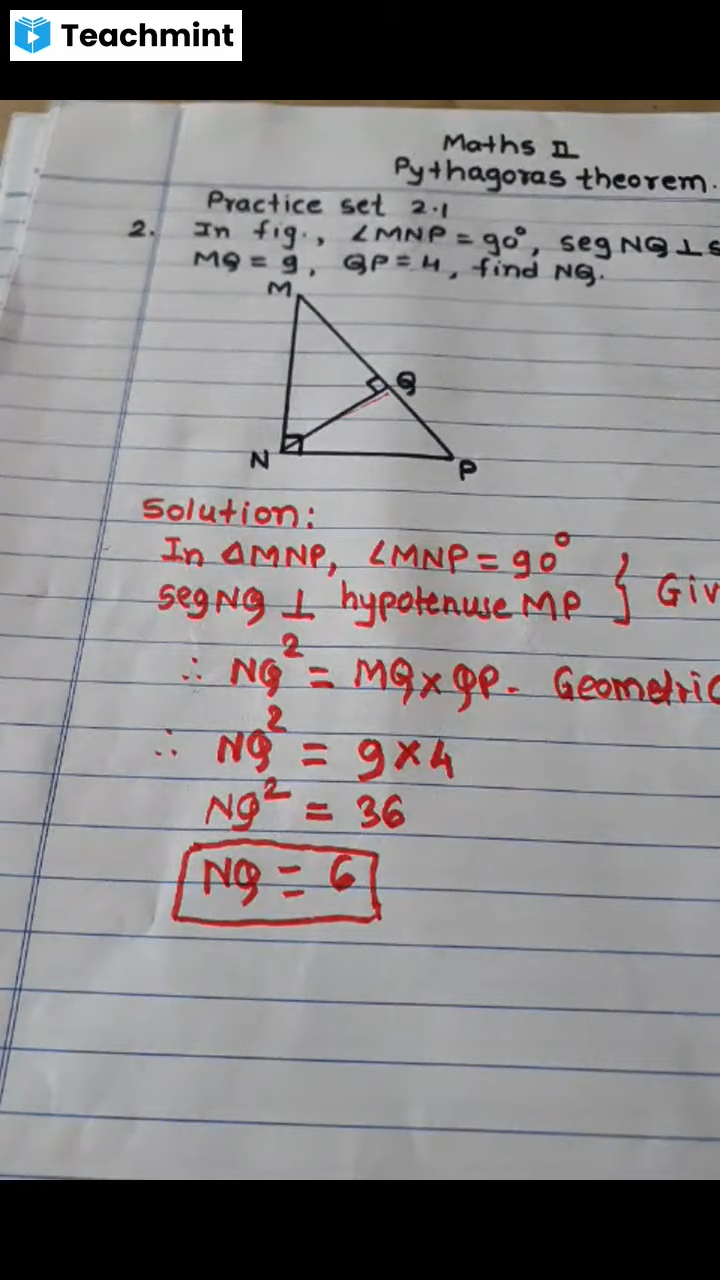 Teachmint
Maths II
Pythagoras theorem.
Practice set 2.1
2. In fig., ∠MNP = 90°, seg NQ ⊥ s
MQ = 9, QP = 4, find NQ.
M
Q
N
P
Solution:
In ΔMNP, ∠MNP = 90° } Giv
seg NQ ⊥ hypotenuse MP
∴ NQ² = MQ × QP - Geometric
∴ NQ² = 9 × 4
NQ² = 36
NQ = 6